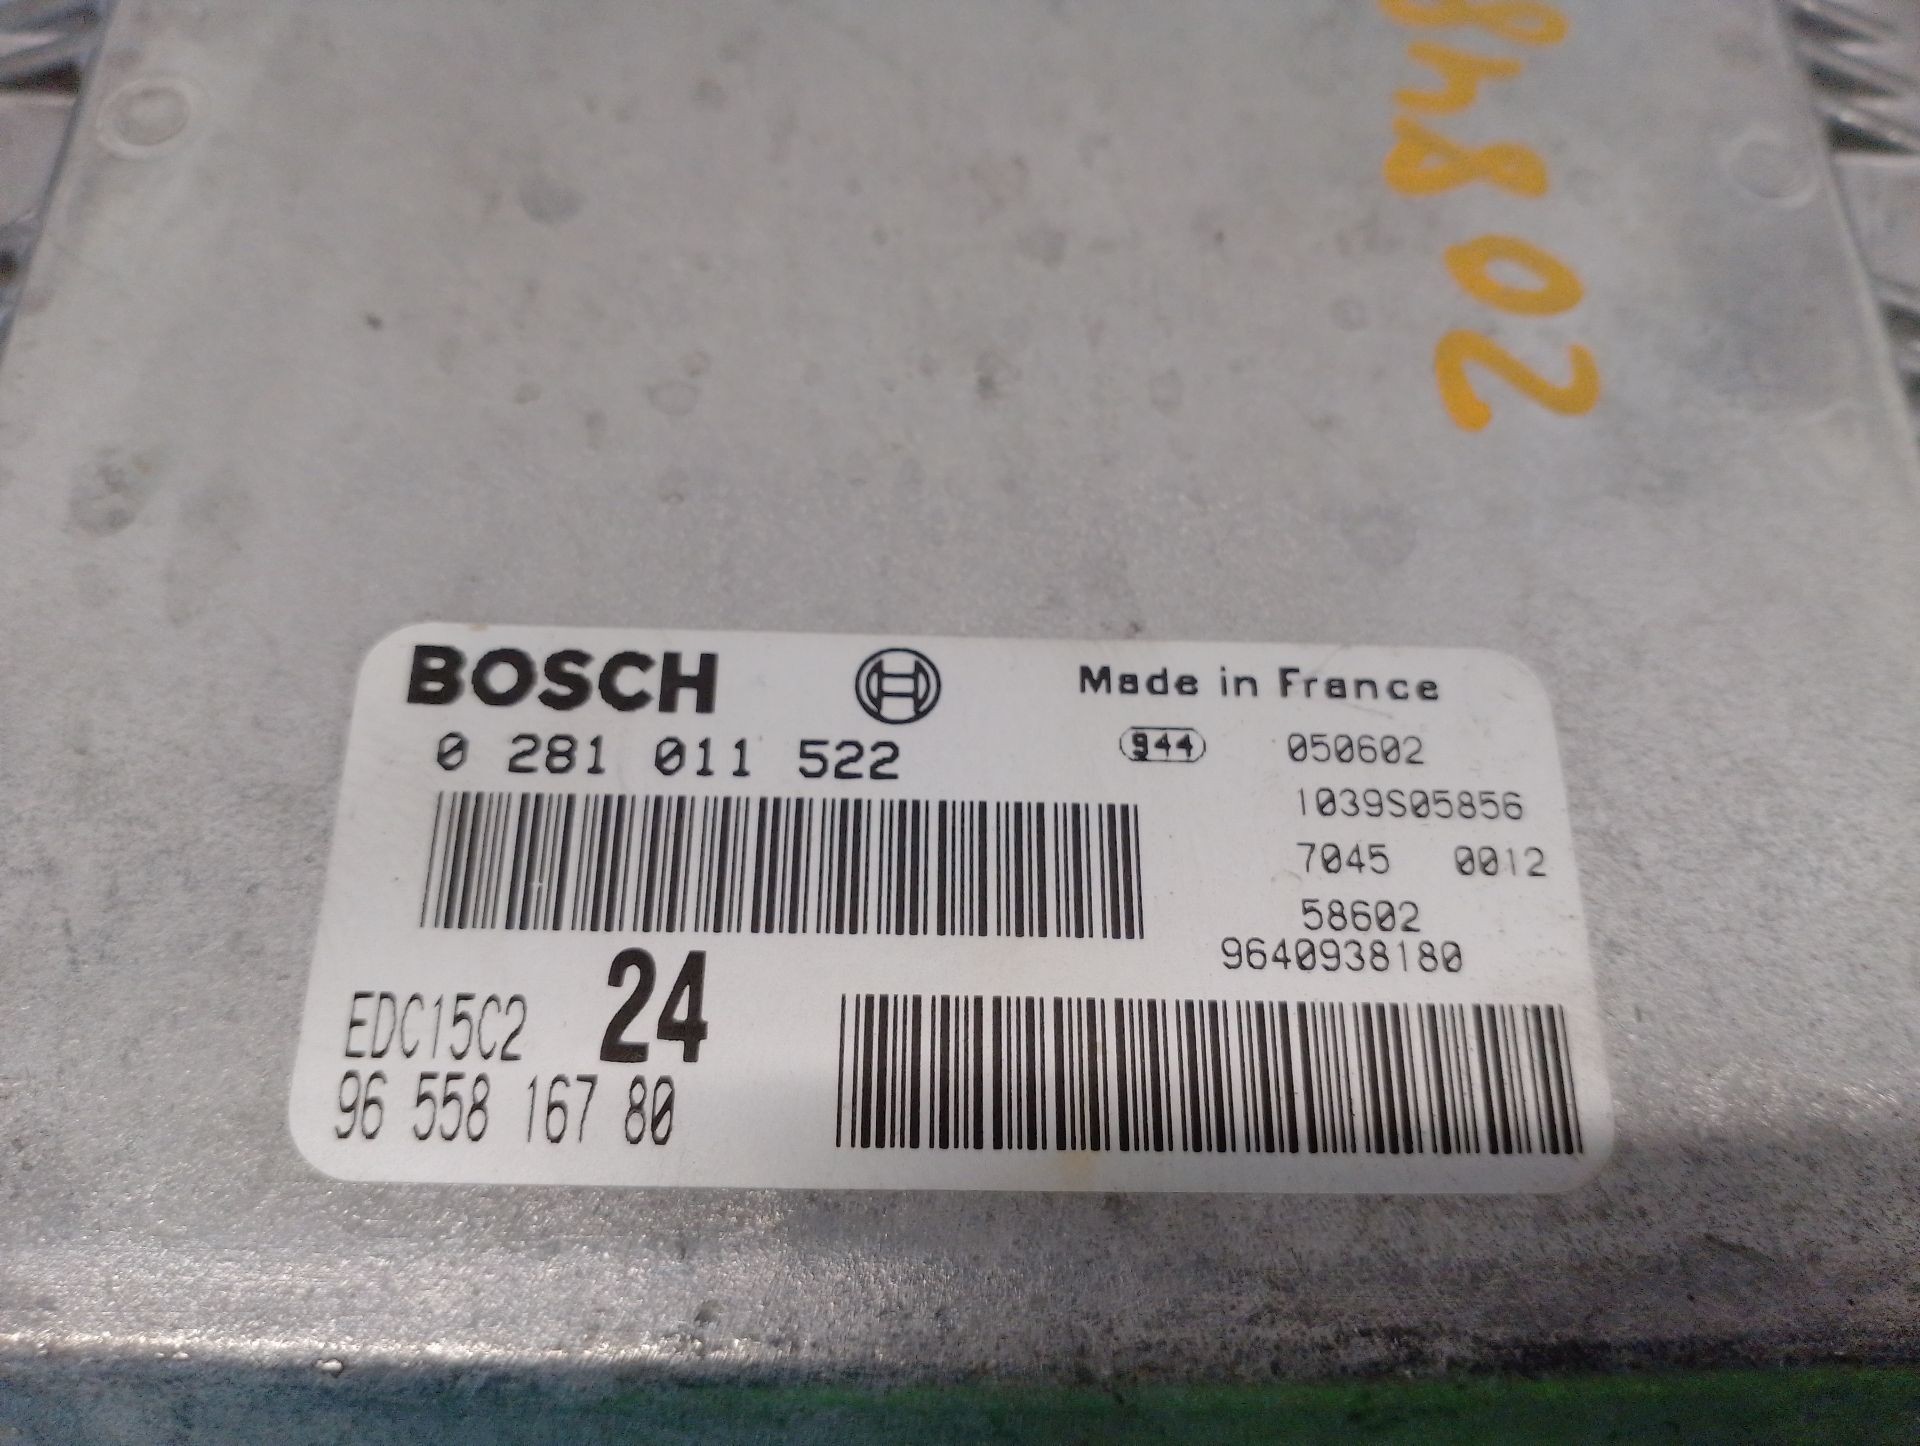 20848
BOSCH
Made in France
0 281 011 522
944
050602
1039S05856
7045 0012
58602
9640938180
EDC15C2
24
96 558 167 80